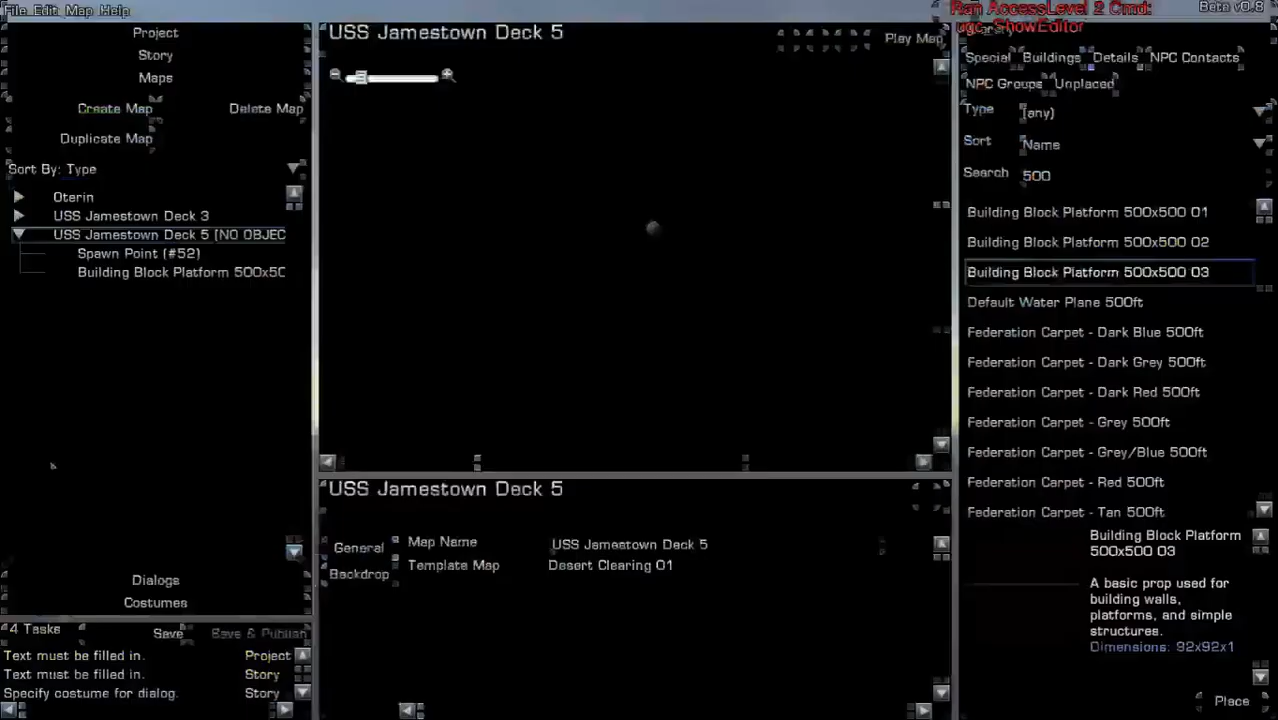 File Edit Map Help
Project
Story
Maps
Create Map
Delete Map
Duplicate Map
Sort By: Type
Oterin
USS Jamestown Deck 3
USS Jamestown Deck 5 (NO OBJEC
Spawn Point (#52)
Building Block Platform 500x50
Dialogs
Costumes
4 Tasks
Save
Save & Publish
Text must be filled in. Project
Text must be filled in. Story
Specify costume for dialog. Story
USS Jamestown Deck 5
Play Map
USS Jamestown Deck 5
General
Backdrop
Map Name USS Jamestown Deck 5
Template Map Desert Clearing 01
Ran AccessLevel 2 Cmd:
ugc_ShowEditor
Beta v0.8
Special Buildings Details NPC Contacts
NPC Groups Unplaced
Type (any)
Sort Name
Search 500
Building Block Platform 500x500 01
Building Block Platform 500x500 02
Building Block Platform 500x500 03
Default Water Plane 500ft
Federation Carpet - Dark Blue 500ft
Federation Carpet - Dark Grey 500ft
Federation Carpet - Dark Red 500ft
Federation Carpet - Grey 500ft
Federation Carpet - Grey/Blue 500ft
Federation Carpet - Red 500ft
Federation Carpet - Tan 500ft
Building Block Platform
500x500 03
A basic prop used for
building walls,
platforms, and simple
structures.
Dimensions: 92x92x1
Place